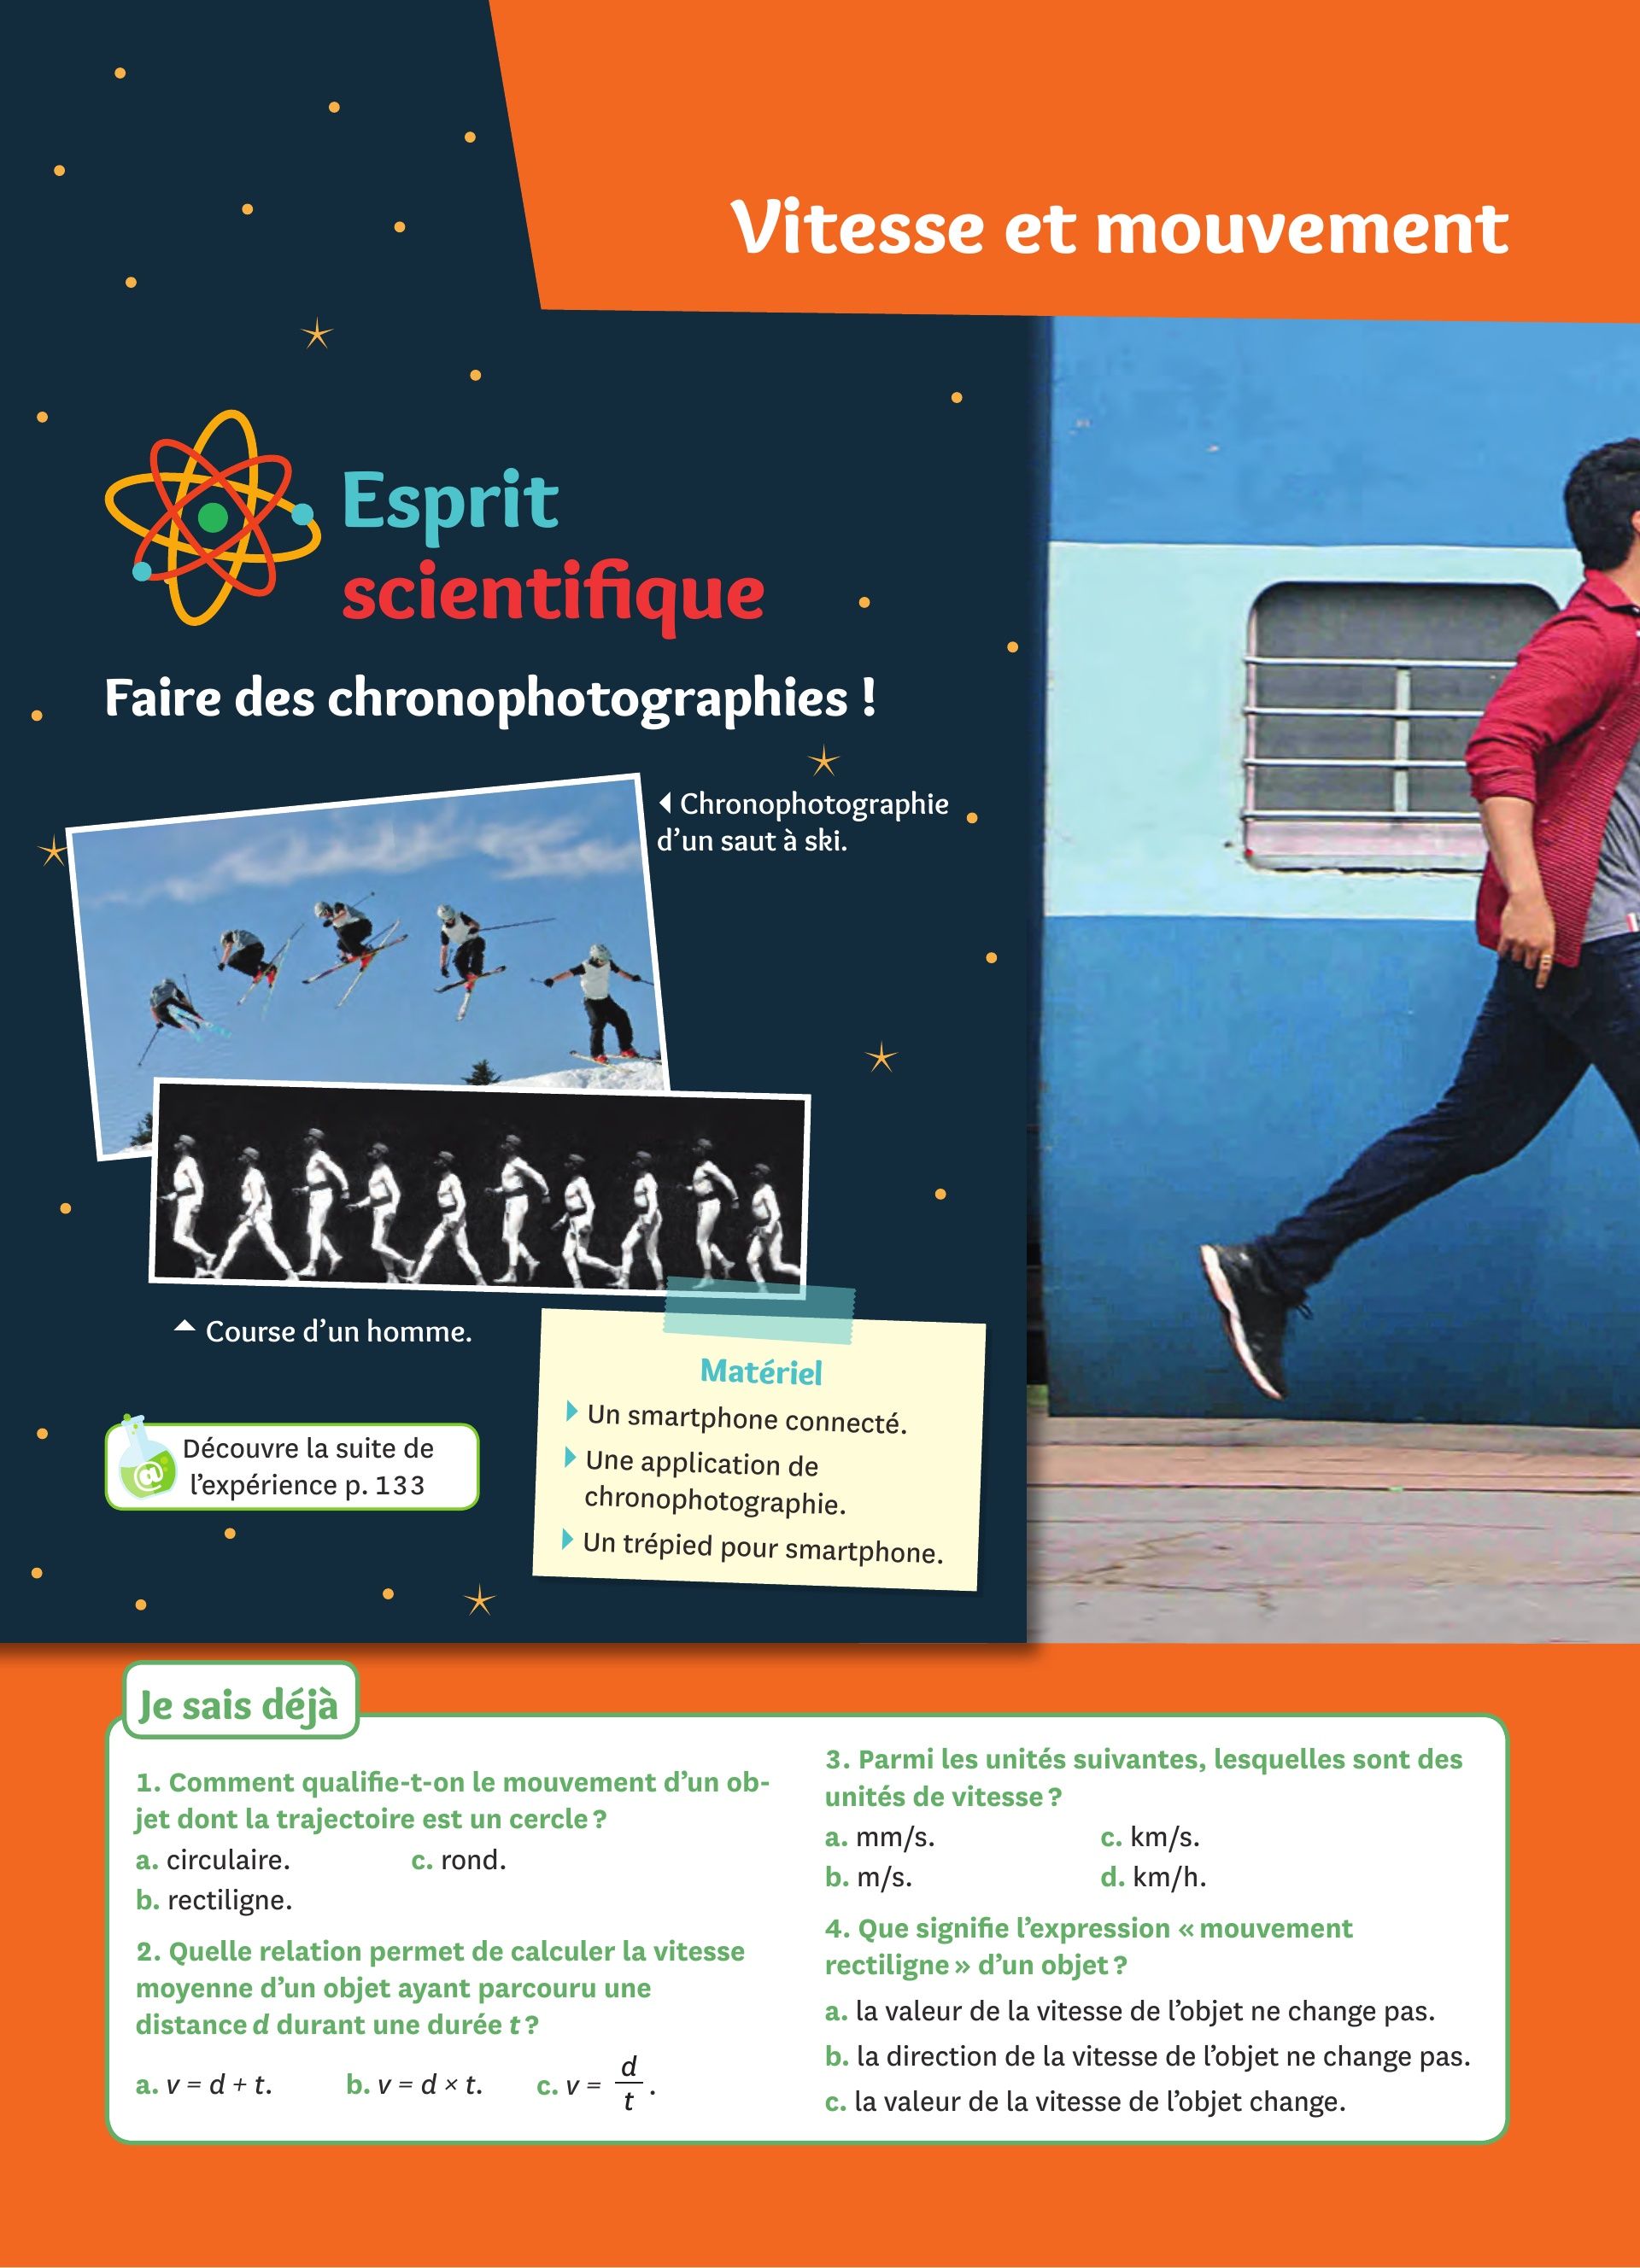 Vitesse et mouvement
Esprit
scientifique
Faire des chronophotographies !
Chronophotographie
d’un saut à ski.
Course d’un homme.
Découvre la suite de
l’expérience p. 133
Matériel
Un smartphone connecté.
Une application de
chronophotographie.
Un trépied pour smartphone.
Je sais déjà
1. Comment qualifie-t-on le mouvement d’un ob-
jet dont la trajectoire est un cercle ?
a. circulaire. c. rond.
b. rectiligne.
2. Quelle relation permet de calculer la vitesse
moyenne d’un objet ayant parcouru une
distance d durant une durée t ?
a. v = d + t. b. v = d × t. c. v = d/t.
3. Parmi les unités suivantes, lesquelles sont des
unités de vitesse ?
a. mm/s. c. km/s.
b. m/s. d. km/h.
4. Que signifie l’expression « mouvement
rectiligne » d’un objet ?
a. la valeur de la vitesse de l’objet ne change pas.
b. la direction de la vitesse de l’objet ne change pas.
c. la valeur de la vitesse de l’objet change.